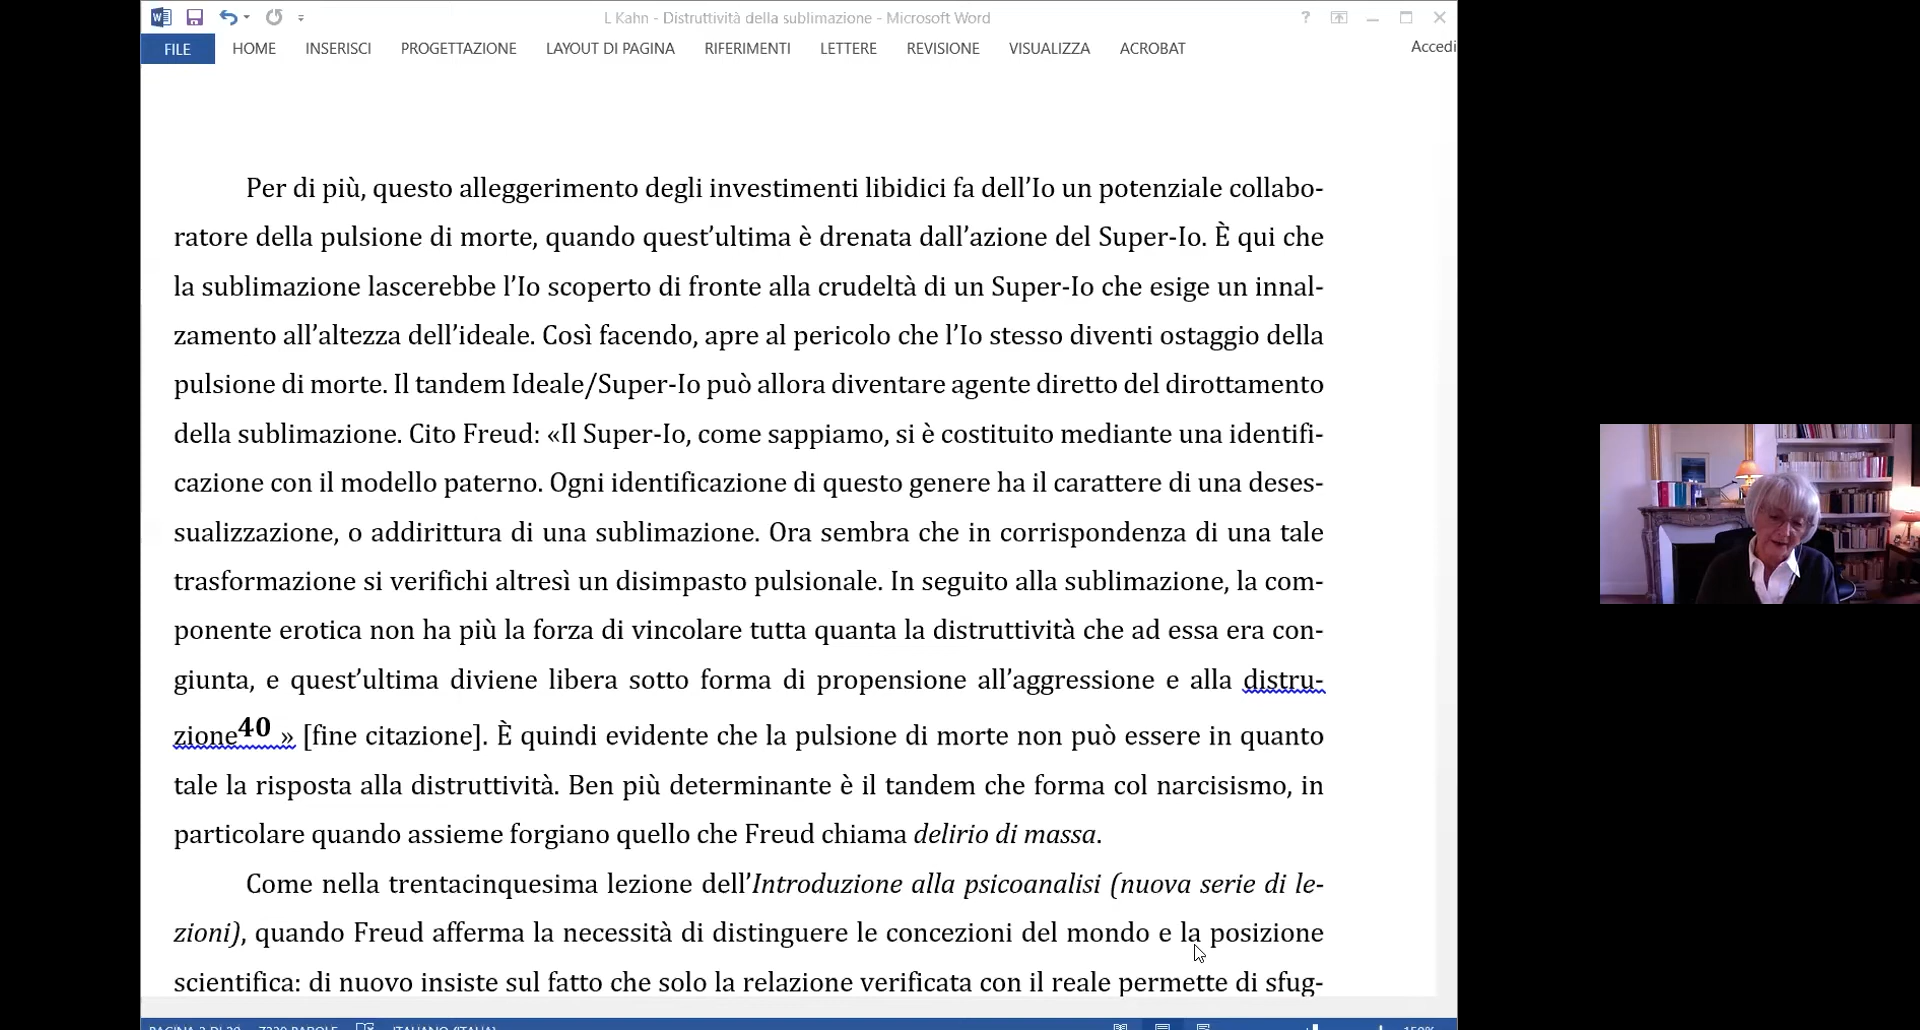 L Kahn - Distruttività della sublimazione - Microsoft Word
FILE HOME INSERISCI PROGETTAZIONE LAYOUT DI PAGINA RIFERIMENTI LETTERE REVISIONE VISUALIZZA ACROBAT Accedi
Per di più, questo alleggerimento degli investimenti libidici fa dell’Io un potenziale collabo-
ratore della pulsione di morte, quando quest’ultima è drenata dall’azione del Super-Io. È qui che
la sublimazione lascerebbe l’Io scoperto di fronte alla crudeltà di un Super-Io che esige un innal-
zamento all’altezza dell’ideale. Così facendo, apre al pericolo che l’Io stesso diventi ostaggio della
pulsione di morte. Il tandem Ideale/Super-Io può allora diventare agente diretto del dirottamento
della sublimazione. Cito Freud: «Il Super-Io, come sappiamo, si è costituito mediante una identifi-
cazione con il modello paterno. Ogni identificazione di questo genere ha il carattere di una deses-
sualizzazione, o addirittura di una sublimazione. Ora sembra che in corrispondenza di una tale
trasformazione si verifichi altresì un disimpasto pulsionale. In seguito alla sublimazione, la com-
ponente erotica non ha più la forza di vincolare tutta quanta la distruttività che ad essa era con-
giunta, e quest’ultima diviene libera sotto forma di propensione all’aggressione e alla distru-
zione40 » [fine citazione]. È quindi evidente che la pulsione di morte non può essere in quanto
tale la risposta alla distruttività. Ben più determinante è il tandem che forma col narcisismo, in
particolare quando assieme forgiano quello che Freud chiama delirio di massa.
Come nella trentacinquesima lezione dell’Introduzione alla psicoanalisi (nuova serie di le-
zioni), quando Freud afferma la necessità di distinguere le concezioni del mondo e la posizione
scientifica: di nuovo insiste sul fatto che solo la relazione verificata con il reale permette di sfug-